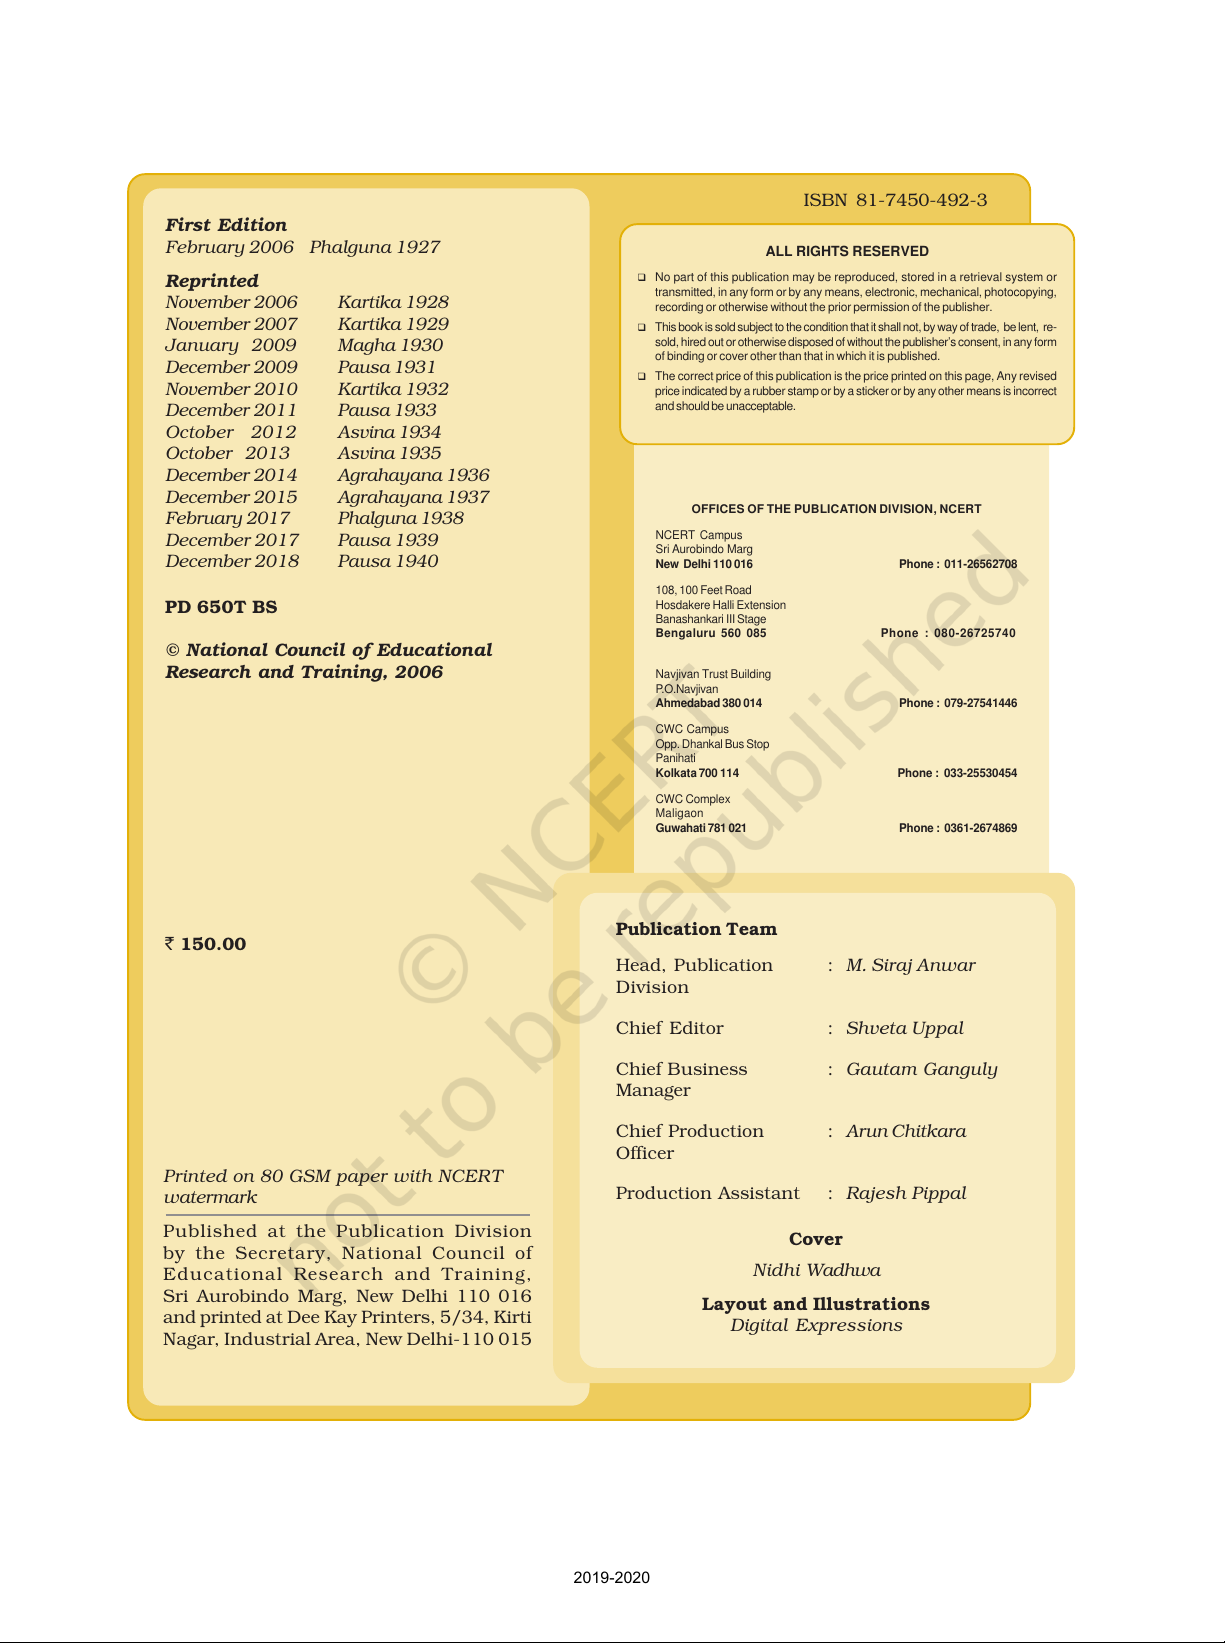 ISBN 81-7450-492-3
First Edition
February 2006 Phalguna 1927
Reprinted
November 2006 Kartika 1928
November 2007 Kartika 1929
January 2009 Magha 1930
December 2009 Pausa 1931
November 2010 Kartika 1932
December 2011 Pausa 1933
October 2012 Asvina 1934
October 2013 Asvina 1935
December 2014 Agrahayana 1936
December 2015 Agrahayana 1937
February 2017 Phalguna 1938
December 2017 Pausa 1939
December 2018 Pausa 1940
PD 650T BS
© National Council of Educational
Research and Training, 2006
₹ 150.00
Printed on 80 GSM paper with NCERT
watermark
Published at the Publication Division
by the Secretary, National Council of
Educational Research and Training,
Sri Aurobindo Marg, New Delhi 110 016
and printed at Dee Kay Printers, 5/34, Kirti
Nagar, Industrial Area, New Delhi-110 015
ALL RIGHTS RESERVED
❑ No part of this publication may be reproduced, stored in a retrieval system or
transmitted, in any form or by any means, electronic, mechanical, photocopying,
recording or otherwise without the prior permission of the publisher.
❑ This book is sold subject to the condition that it shall not, by way of trade, be lent, re-
sold, hired out or otherwise disposed of without the publisher's consent, in any form
of binding or cover other than that in which it is published.
❑ The correct price of this publication is the price printed on this page, Any revised
price indicated by a rubber stamp or by a sticker or by any other means is incorrect
and should be unacceptable.
OFFICES OF THE PUBLICATION DIVISION, NCERT
NCERT Campus
Sri Aurobindo Marg
New Delhi 110 016 Phone : 011-26562708
108, 100 Feet Road
Hosdakere Halli Extension
Banashankari III Stage
Bengaluru 560 085 Phone : 080-26725740
Navjivan Trust Building
P.O.Navjivan
Ahmedabad 380 014 Phone : 079-27541446
CWC Campus
Opp. Dhankal Bus Stop
Panihati
Kolkata 700 114 Phone : 033-25530454
CWC Complex
Maligaon
Guwahati 781 021 Phone : 0361-2674869
Publication Team
Head, Publication : M. Siraj Anwar
Division
Chief Editor : Shveta Uppal
Chief Business : Gautam Ganguly
Manager
Chief Production : Arun Chitkara
Officer
Production Assistant : Rajesh Pippal
Cover
Nidhi Wadhwa
Layout and Illustrations
Digital Expressions
© NCERT
not to be republished
2019-2020